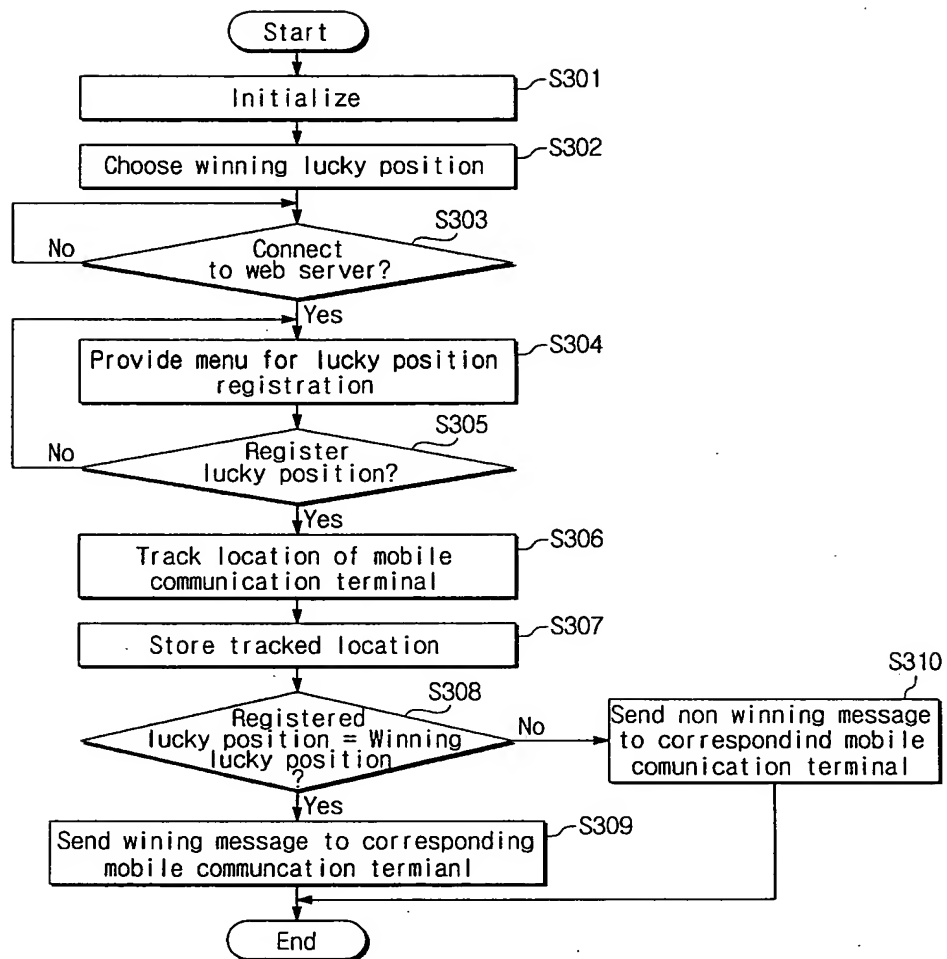 Start
S301
Initialize
S302
Choose winning lucky position
S303
No
Connect
to web server?
Yes
S304
Provide menu for lucky position
registration
S305
No
Register
lucky position?
Yes
S306
Track location of mobile
communication terminal
S307
Store tracked location
S308
Registered
lucky position = Winning
lucky position
?
No
S310
Send non winning message
to correspondind mobile
comunication terminal
Yes
S309
Send wining message to corresponding
mobile communcation termianl
End